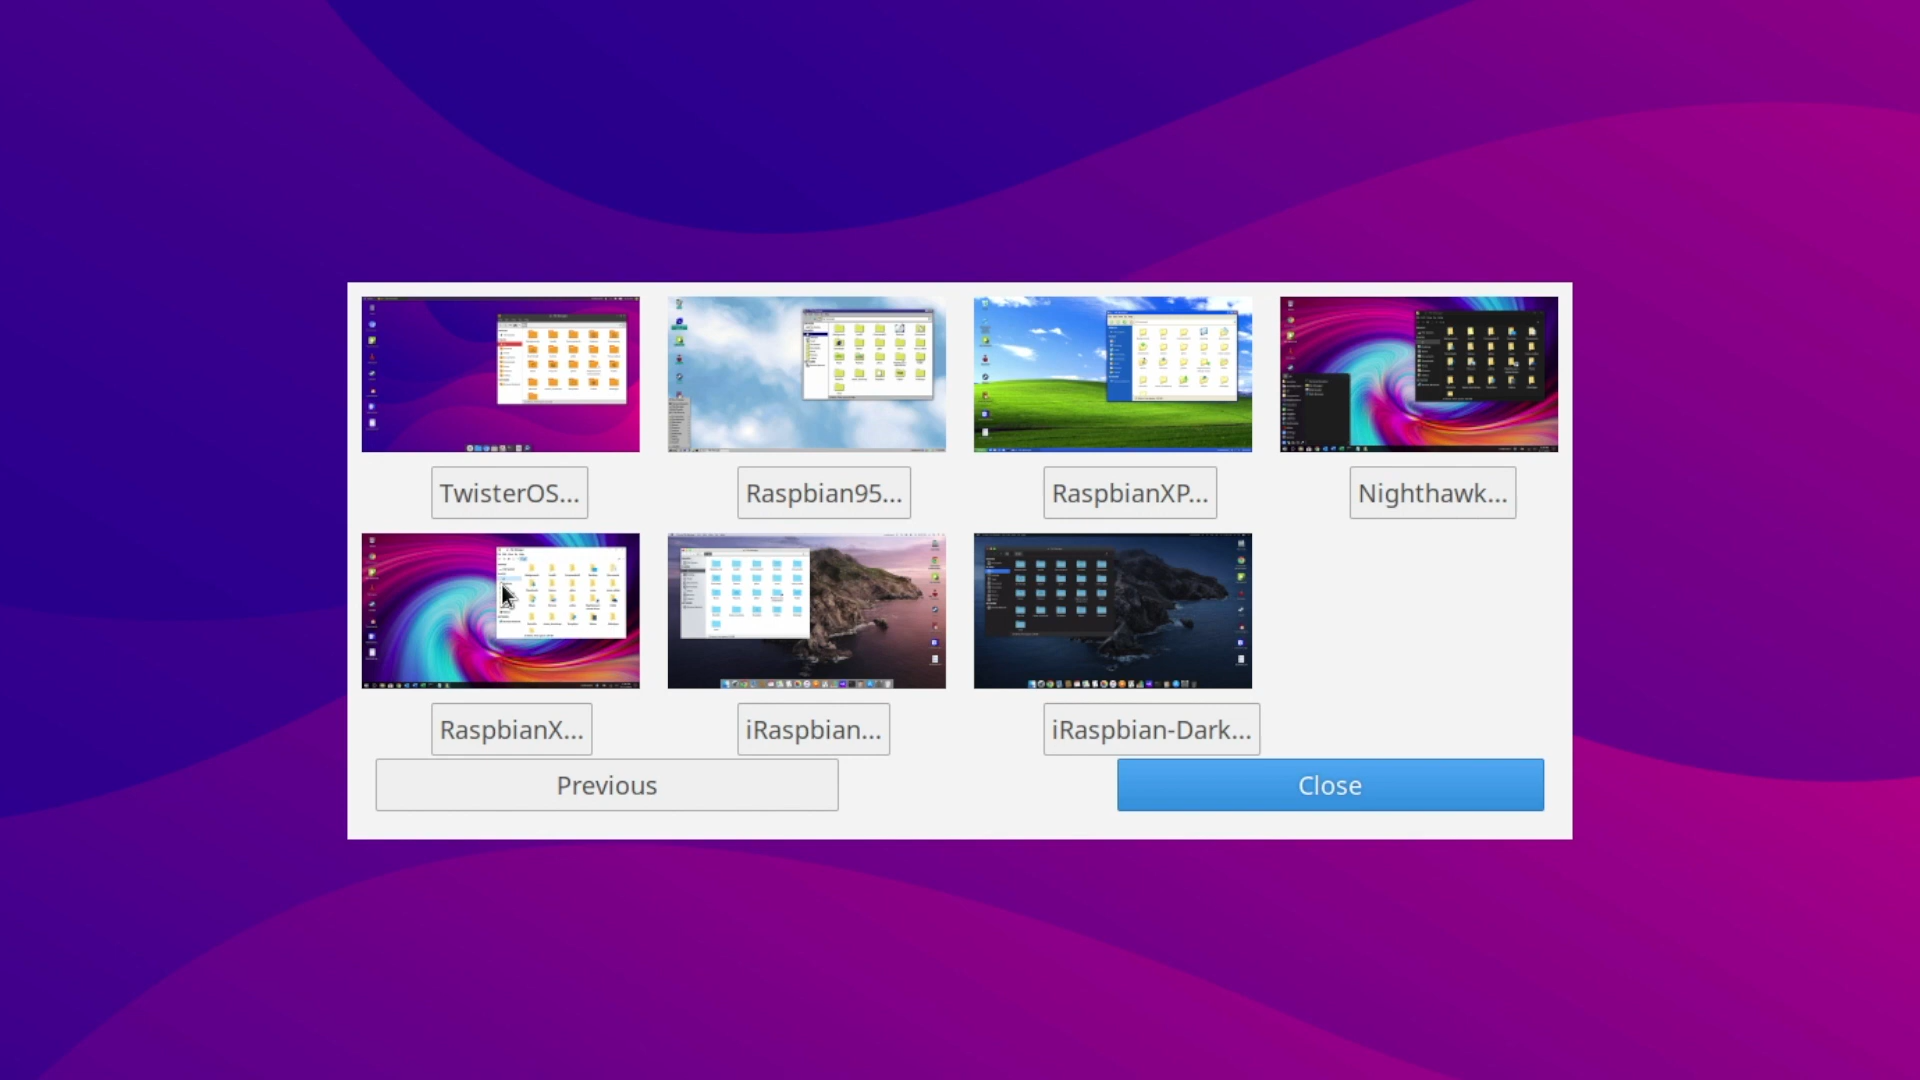 TwisterOS...
Raspbian95...
RaspbianXP...
Nighthawk...
RaspbianX...
iRaspbian...
iRaspbian-Dark...
Previous
Close